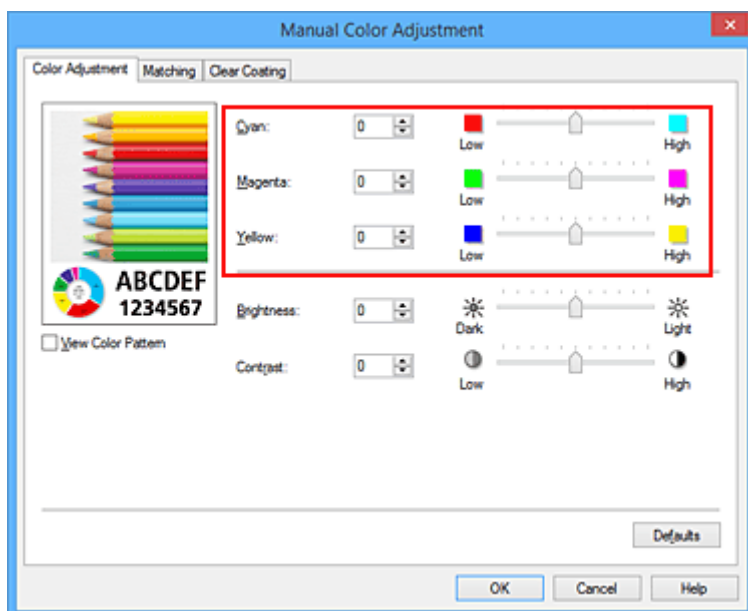 Manual Color Adjustment
Color Adjustment Matching Clear Coating
Cyan: 0 Low High
Magenta: 0 Low High
Yellow: 0 Low High
ABCDEF
1234567
Brightness: 0 Dark Light
View Color Pattern
Contrast: 0 Low High
Defaults
OK Cancel Help